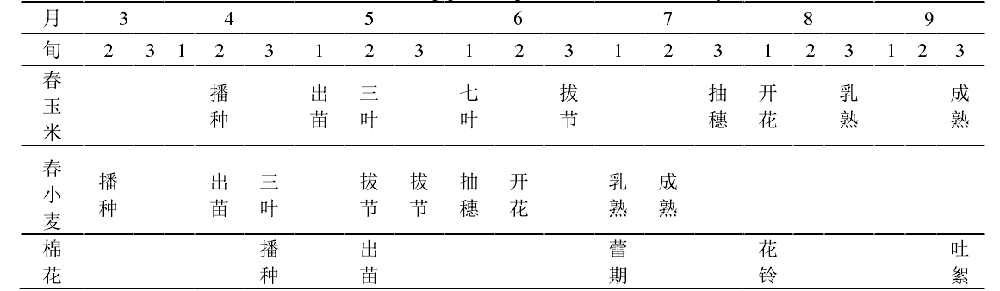 月 3 4 5 6 7 8 9
旬 2 3 1 2 3 1 2 3 1 2 3 1 2 3 1 2 3 1 2 3
春玉米 播种 出苗 三叶 七叶 拔节 抽穗 开花 乳熟 成熟
春小麦 播种 出苗 三叶 拔节 拔节 抽穗 开花 乳熟 成熟
棉花 播种 出苗 蕾期 花铃 吐絮